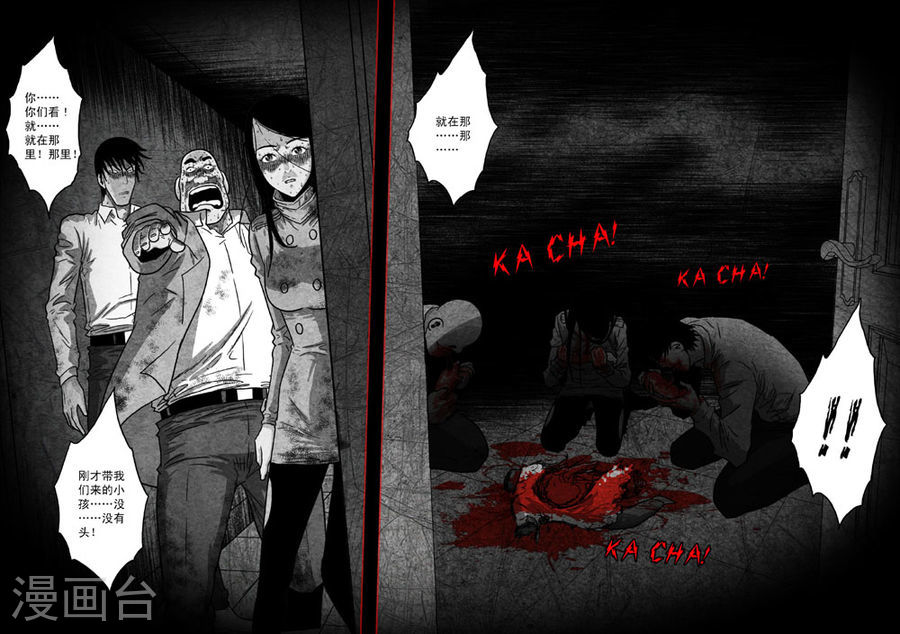 你……
你们看！
就……
就在那
里！那里！
刚才带我
们来的小
孩……没
……没有
头！
就在那
……那
……
KA CHA!
KA CHA!
!!
KA CHA!
漫画台